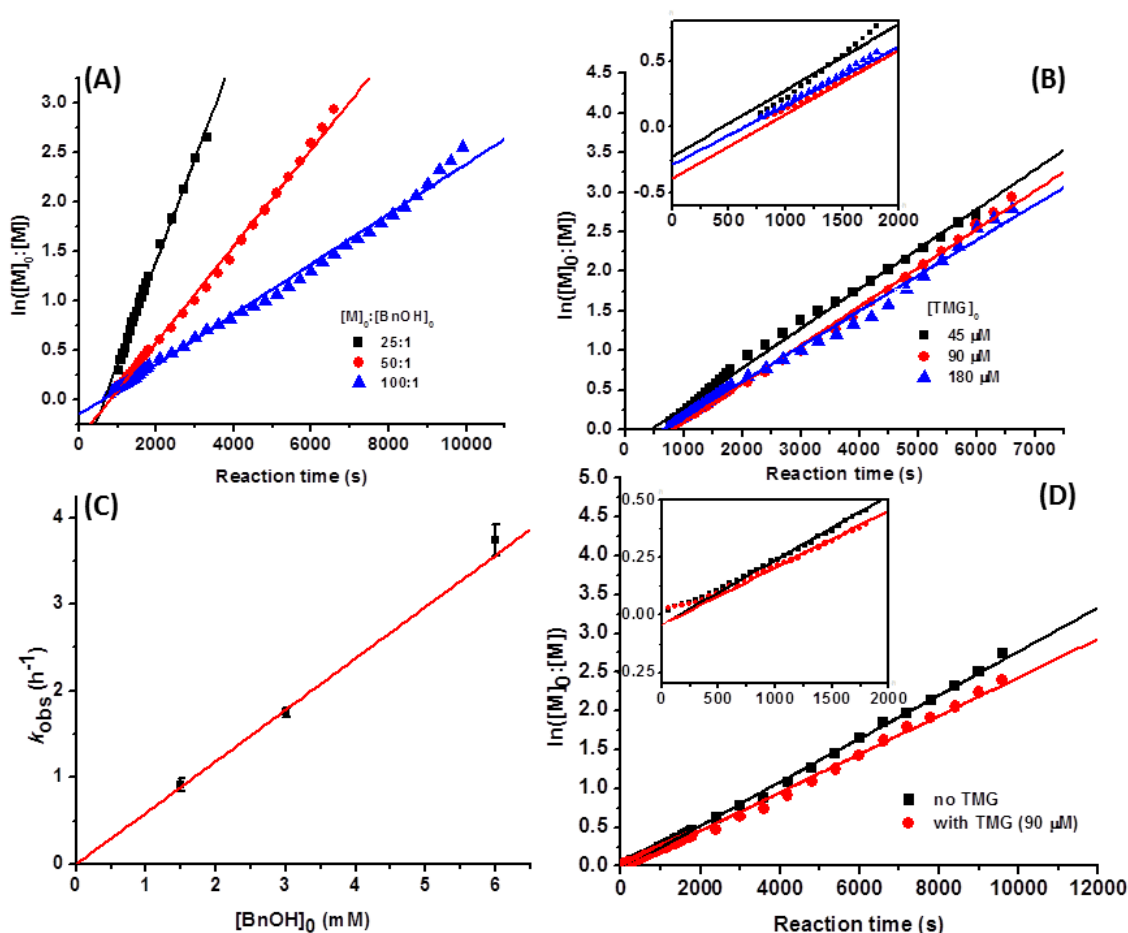 (A)
ln([M]0:[M])
3.0
2.5
2.0
1.5
1.0
0.5
0.0
[M]0:[BnOH]0
25:1
50:1
100:1
0 2000 4000 6000 8000 10000
Reaction time (s)
(B)
ln([M]0:[M])
4.5
4.0
3.5
3.0
2.5
2.0
1.5
1.0
0.5
0.0
0.5
0.0
-0.5
0 500 1000 1500 2000
[TMG]0
45 µM
90 µM
180 µM
0 1000 2000 3000 4000 5000 6000 7000
Reaction time (s)
(C)
kobs (h-1)
4
3
2
1
0
0 1 2 3 4 5 6
[BnOH]0 (mM)
(D)
ln([M]0:[M])
5.0
4.5
4.0
3.5
3.0
2.5
2.0
1.5
1.0
0.5
0.0
0.50
0.25
0.00
0.25
0 500 1000 1500 2000
no TMG
with TMG (90 µM)
0 2000 4000 6000 8000 10000 12000
Reaction time (s)